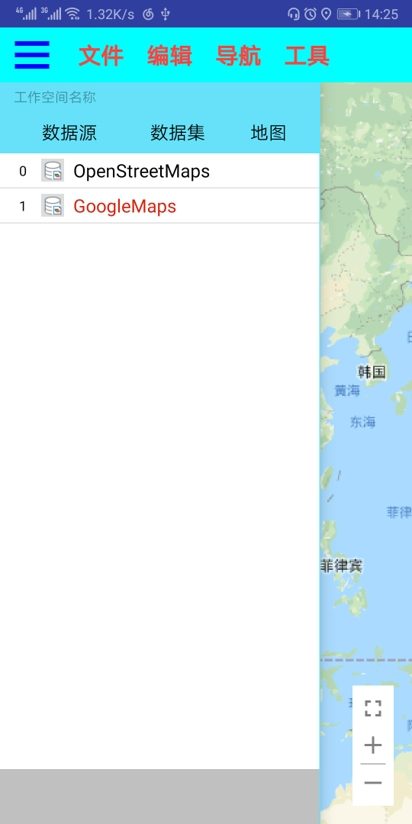 4G 3G 1.32K/s 14:25
文件 编辑 导航 工具
工作空间名称
数据源 数据集 地图
0 OpenStreetMaps
1 GoogleMaps
韩国
黄海
东海
菲律
菲律宾